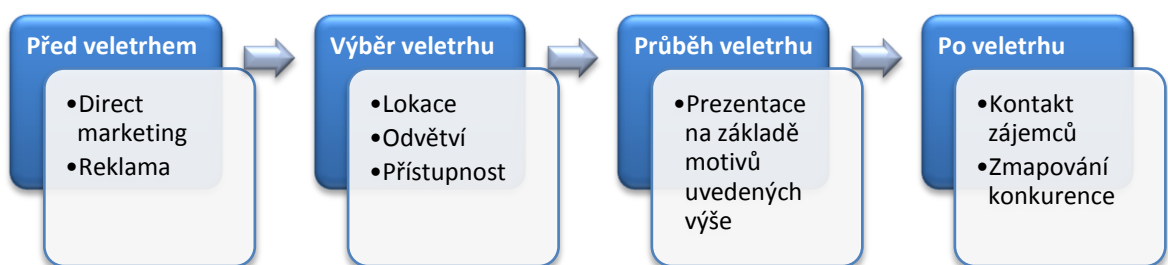 Před veletrhem
•Direct
marketing
•Reklama
Výběr veletrhu
•Lokace
•Odvětví
•Přístupnost
Průběh veletrhu
•Prezentace
na základě
motivů
uvedených
výše
Po veletrhu
•Kontakt
zájemců
•Zmapování
konkurence